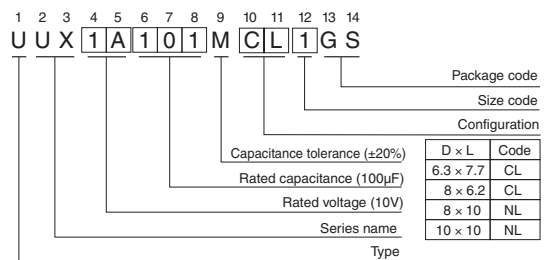 1 2 3 4 5 6 7 8 9 10 11 12 13 14
U U X 1 A 1 0 1 M C L 1 G S
Package code
Size code
Configuration
Capacitance tolerance (±20%)
Rated capacitance (100µF)
Rated voltage (10V)
Series name
Type
D × L Code
6.3 × 7.7 CL
8 × 6.2 CL
8 × 10 NL
10 × 10 NL